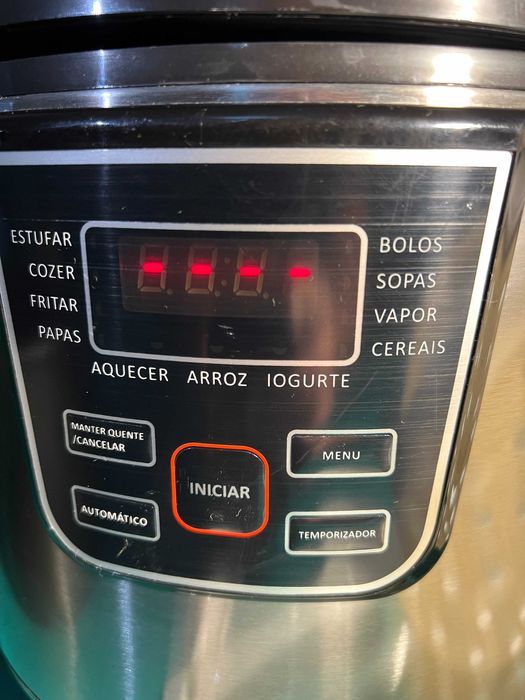 ESTUFAR
COZER
FRITAR
PAPAS
----
BOLOS
SOPAS
VAPOR
CEREAIS
AQUECER ARROZ IOGURTE
MANTER QUENTE
/CANCELAR
AUTOMÁTICO
INICIAR
MENU
TEMPORIZADOR